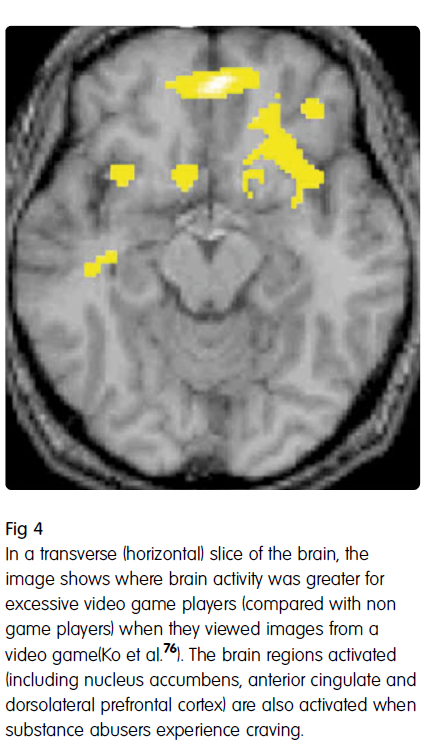 Fig 4
In a transverse (horizontal) slice of the brain, the
image shows where brain activity was greater for
excessive video game players (compared with non
game players) when they viewed images from a
video game(Ko et al.76). The brain regions activated
(including nucleus accumbens, anterior cingulate and
dorsolateral prefrontal cortex) are also activated when
substance abusers experience craving.